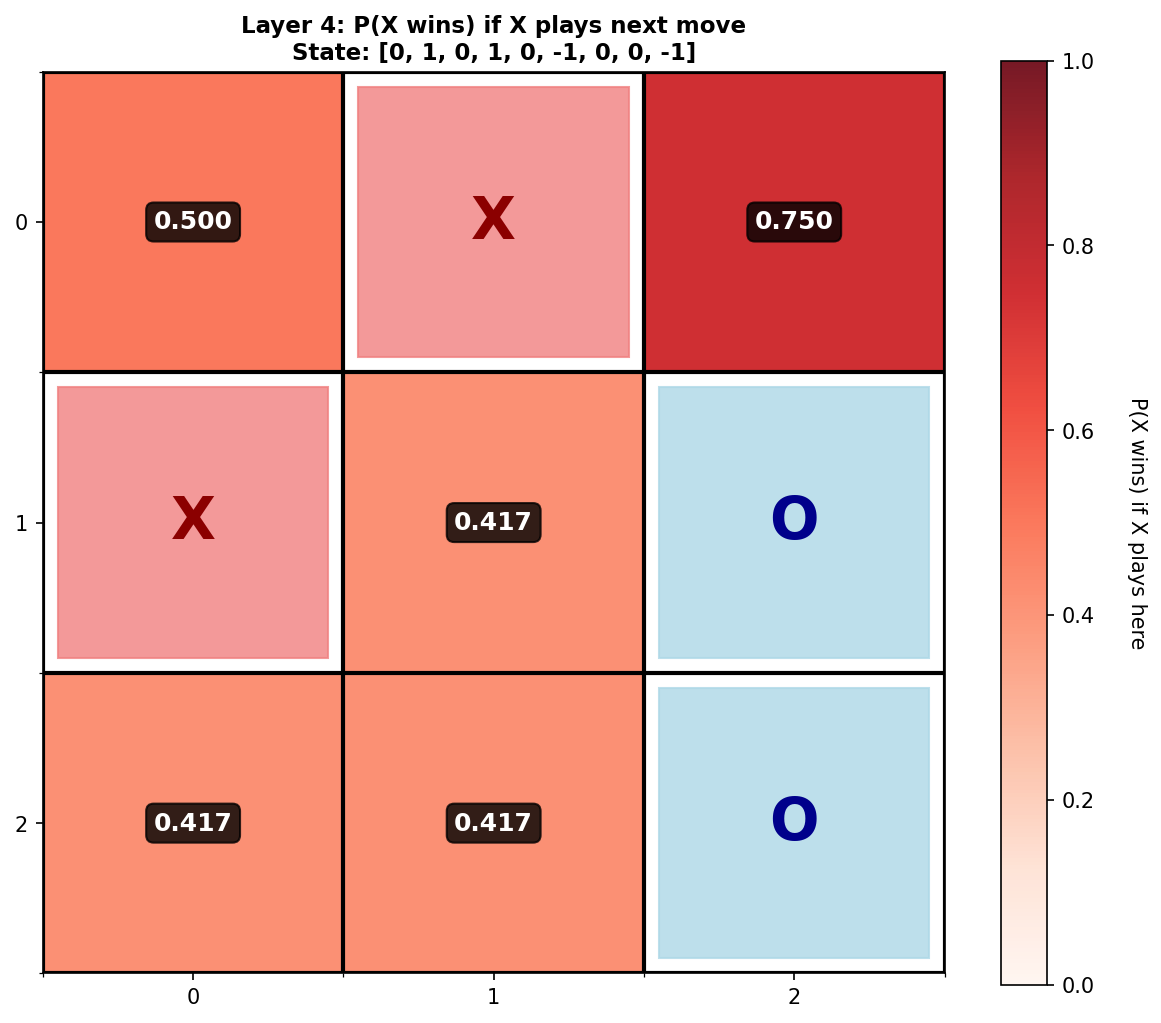 Layer 4: P(X wins) if X plays next move
State: [0, 1, 0, 1, 0, -1, 0, 0, -1]
0.500
X
0.750
X
0.417
O
0.417
0.417
O
0
1
2
0
1
2
1.0
0.8
0.6
0.4
0.2
0.0
P(X wins) if X plays here